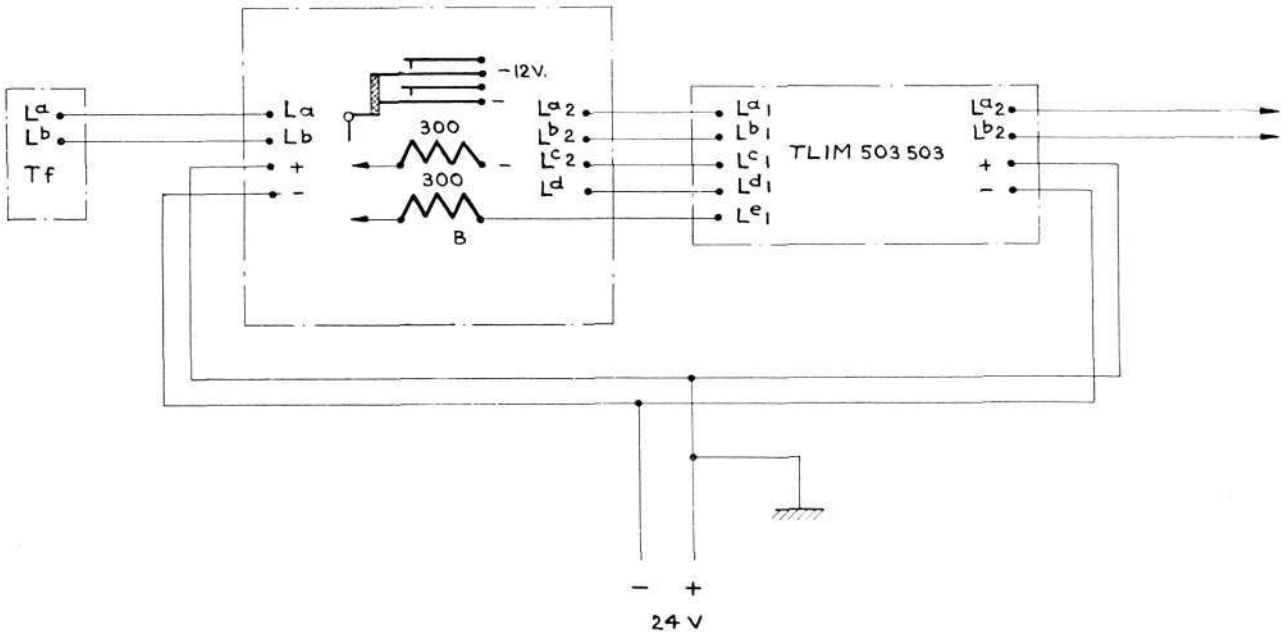 -12V.
-
La
Lb
Tf
La
Lb
+
-
300
-
300
B
La2
Lb2
Lc2
Ld
La1
Lb1
Lc1
Ld1
Le1
TLIM 503 503
La2
Lb2
+
-
- +
24 V